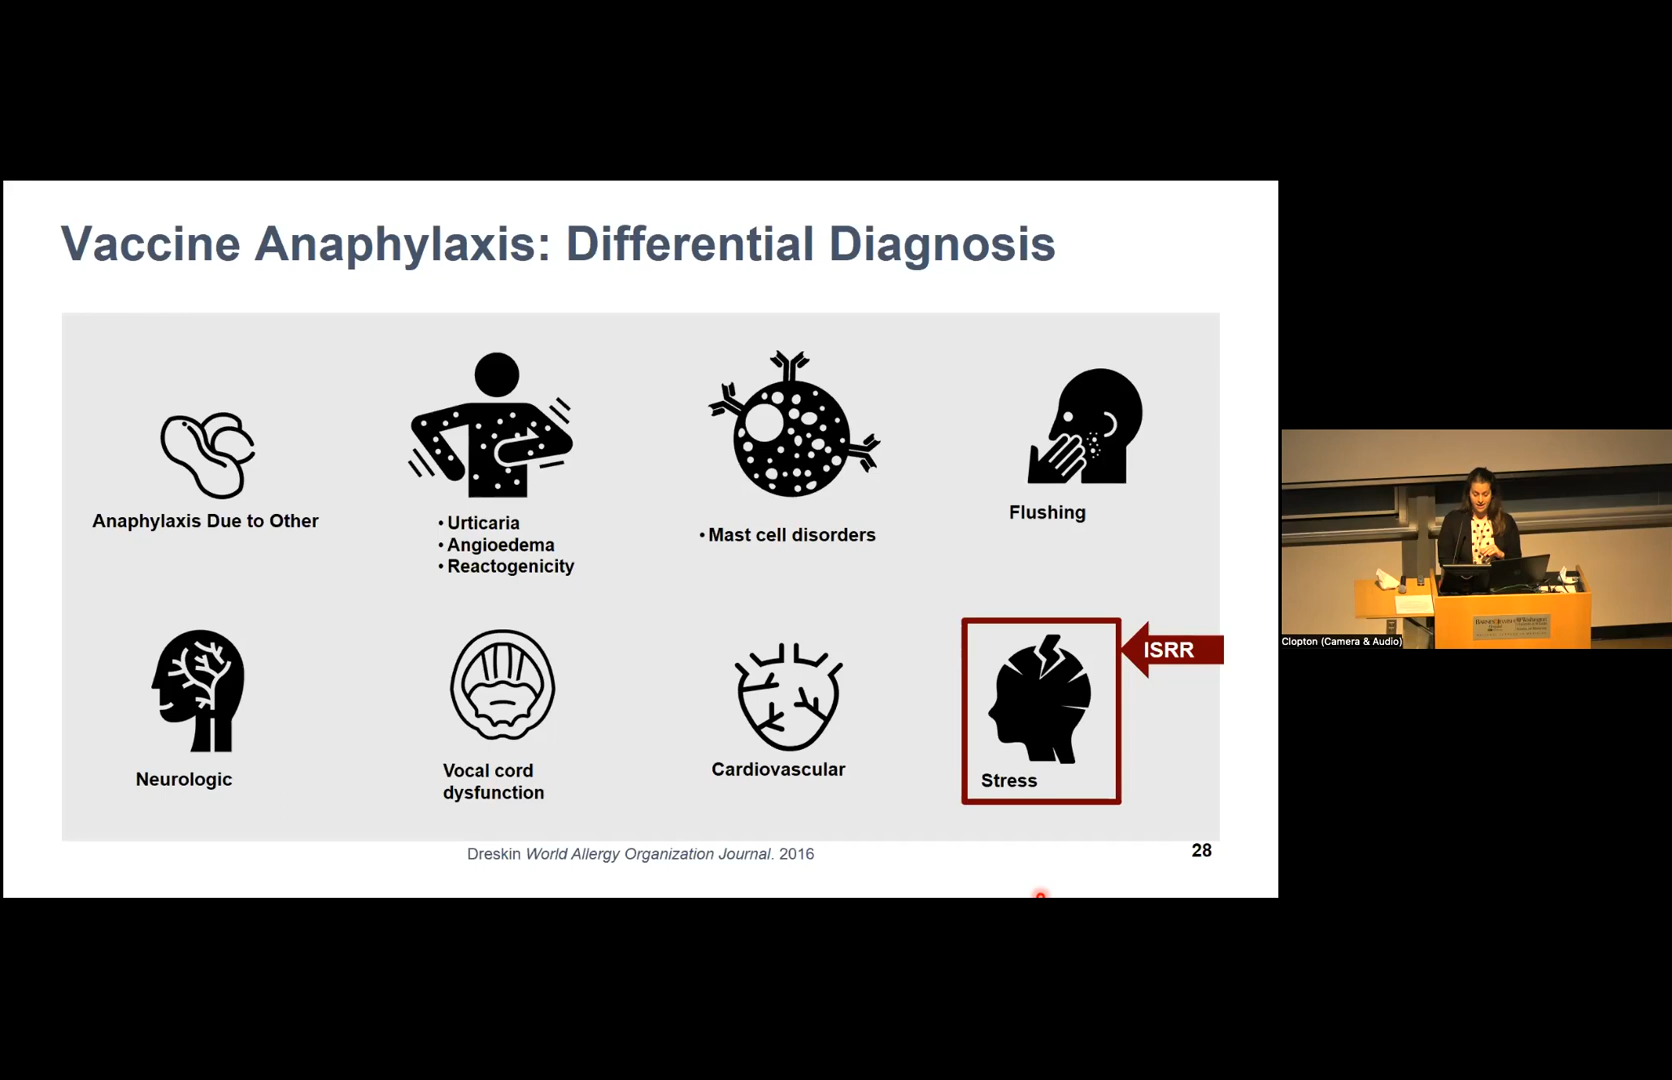 Vaccine Anaphylaxis: Differential Diagnosis
Anaphylaxis Due to Other
• Urticaria
• Angioedema
• Reactogenicity
• Mast cell disorders
Flushing
Neurologic
Vocal cord
dysfunction
Cardiovascular
Stress
ISRR
Dreskin World Allergy Organization Journal. 2016
28
Clopton (Camera & Audio)